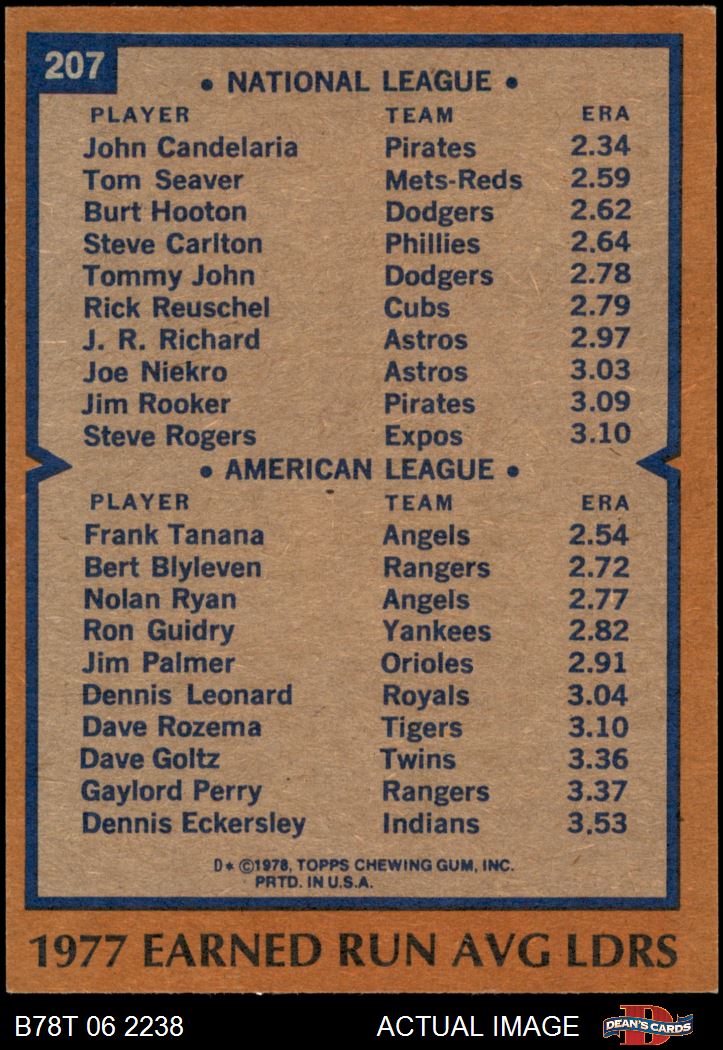 207
• NATIONAL LEAGUE •
PLAYER TEAM ERA
John Candelaria Pirates 2.34
Tom Seaver Mets-Reds 2.59
Burt Hooton Dodgers 2.62
Steve Carlton Phillies 2.64
Tommy John Dodgers 2.78
Rick Reuschel Cubs 2.79
J. R. Richard Astros 2.97
Joe Niekro Astros 3.03
Jim Rooker Pirates 3.09
Steve Rogers Expos 3.10
• AMERICAN LEAGUE •
PLAYER TEAM ERA
Frank Tanana Angels 2.54
Bert Blyleven Rangers 2.72
Nolan Ryan Angels 2.77
Ron Guidry Yankees 2.82
Jim Palmer Orioles 2.91
Dennis Leonard Royals 3.04
Dave Rozema Tigers 3.10
Dave Goltz Twins 3.36
Gaylord Perry Rangers 3.37
Dennis Eckersley Indians 3.53
D* ©1978, TOPPS CHEWING GUM, INC.
PRTD. IN U.S.A.
1977 EARNED RUN AVG LDRS
B78T 06 2238 ACTUAL IMAGE D DEAN'S CARDS